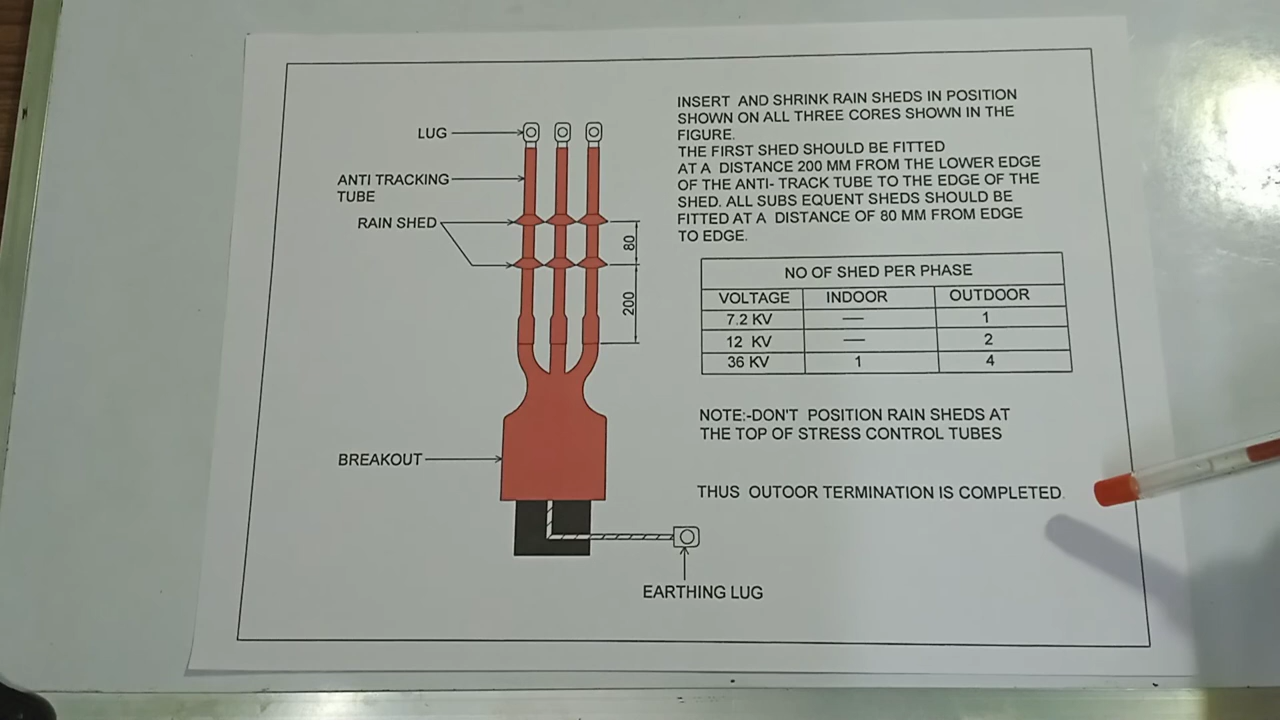 LUG
ANTI TRACKING
TUBE
RAIN SHED
80
200
BREAKOUT
EARTHING LUG
INSERT AND SHRINK RAIN SHEDS IN POSITION
SHOWN ON ALL THREE CORES SHOWN IN THE
FIGURE.
THE FIRST SHED SHOULD BE FITTED
AT A DISTANCE 200 MM FROM THE LOWER EDGE
OF THE ANTI- TRACK TUBE TO THE EDGE OF THE
SHED. ALL SUBS EQUENT SHEDS SHOULD BE
FITTED AT A DISTANCE OF 80 MM FROM EDGE
TO EDGE.
NO OF SHED PER PHASE
VOLTAGE INDOOR OUTDOOR
7.2 KV — 1
12 KV — 2
36 KV 1 4
NOTE:-DON'T POSITION RAIN SHEDS AT
THE TOP OF STRESS CONTROL TUBES
THUS OUTOOR TERMINATION IS COMPLETED.